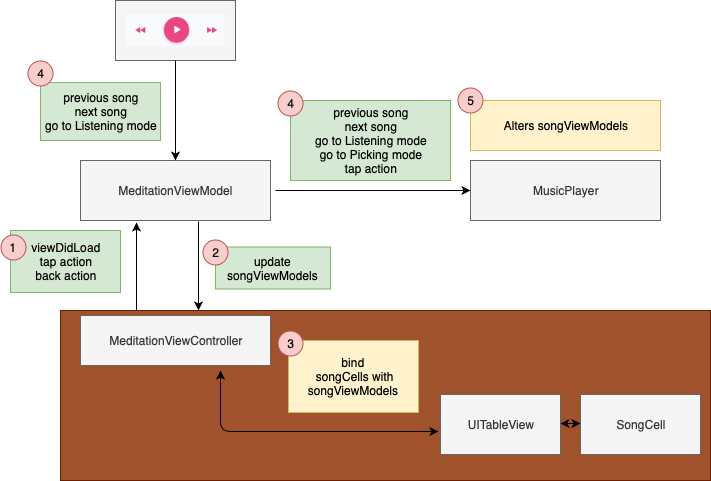 4
previous song
next song
go to Listening mode
4
previous song
next song
go to Listening mode
go to Picking mode
tap action
5
Alters songViewModels
MeditationViewModel
MusicPlayer
1
viewDidLoad
tap action
back action
2
update
songViewModels
MeditationViewController
3
bind
songCells with
songViewModels
UITableView
SongCell